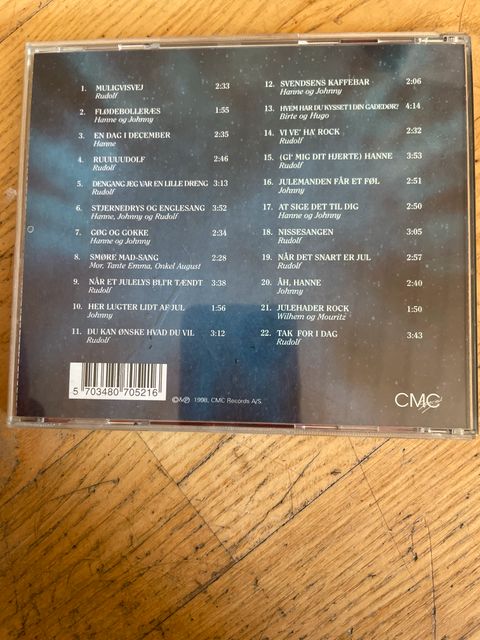 1. MULIGVISVEJ 2:33
Rudolf
2. FLØDEBOLLERÆS 1:55
Hanne og Johnny
3. EN DAG I DECEMBER 2:35
Hanne
4. RUUUUUDOLF 2:46
Rudolf
5. DENGANG JEG VAR EN LILLE DRENG 3:13
Rudolf
6. STJERNEDRYS OG ENGLESANG 3:52
Hanne, Johnny og Rudolf
7. GØG OG GOKKE 2:34
Hanne og Johnny
8. SMØRE MAD-SANG 2:28
Mor, Tante Emma, Onkel August
9. NÅR ET JULELYS BLI'R TÆNDT 3:38
Rudolf
10. HER LUGTER LIDT AF JUL 1:56
Johnny
11. DU KAN ØNSKE HVAD DU VIL 3:12
Rudolf
12. SVENDSENS KAFFEBAR 2:06
Hanne og Johnny
13. HVEM HAR DU KYSSET I DIN GADEDØR? 4:14
Birte og Hugo
14. VI VE' HA' ROCK 2:32
Rudolf
15. (GI' MIG DIT HJERTE) HANNE 3:53
Rudolf
16. JULEMANDEN FÅR ET FØL 2:51
Johnny
17. AT SIGE DET TIL DIG 2:50
Hanne og Johnny
18. NISSESANGEN 3:05
Rudolf
19. NÅR DET SNART ER JUL 2:57
Rudolf
20. ÅH, HANNE 2:40
Johnny
21. JULEHADER ROCK 1:50
Wilhem og Mouritz
22. TAK FOR I DAG 3:43
Rudolf
5 703480 705216
©&℗ 1998, CMC Records A/S.
CMC